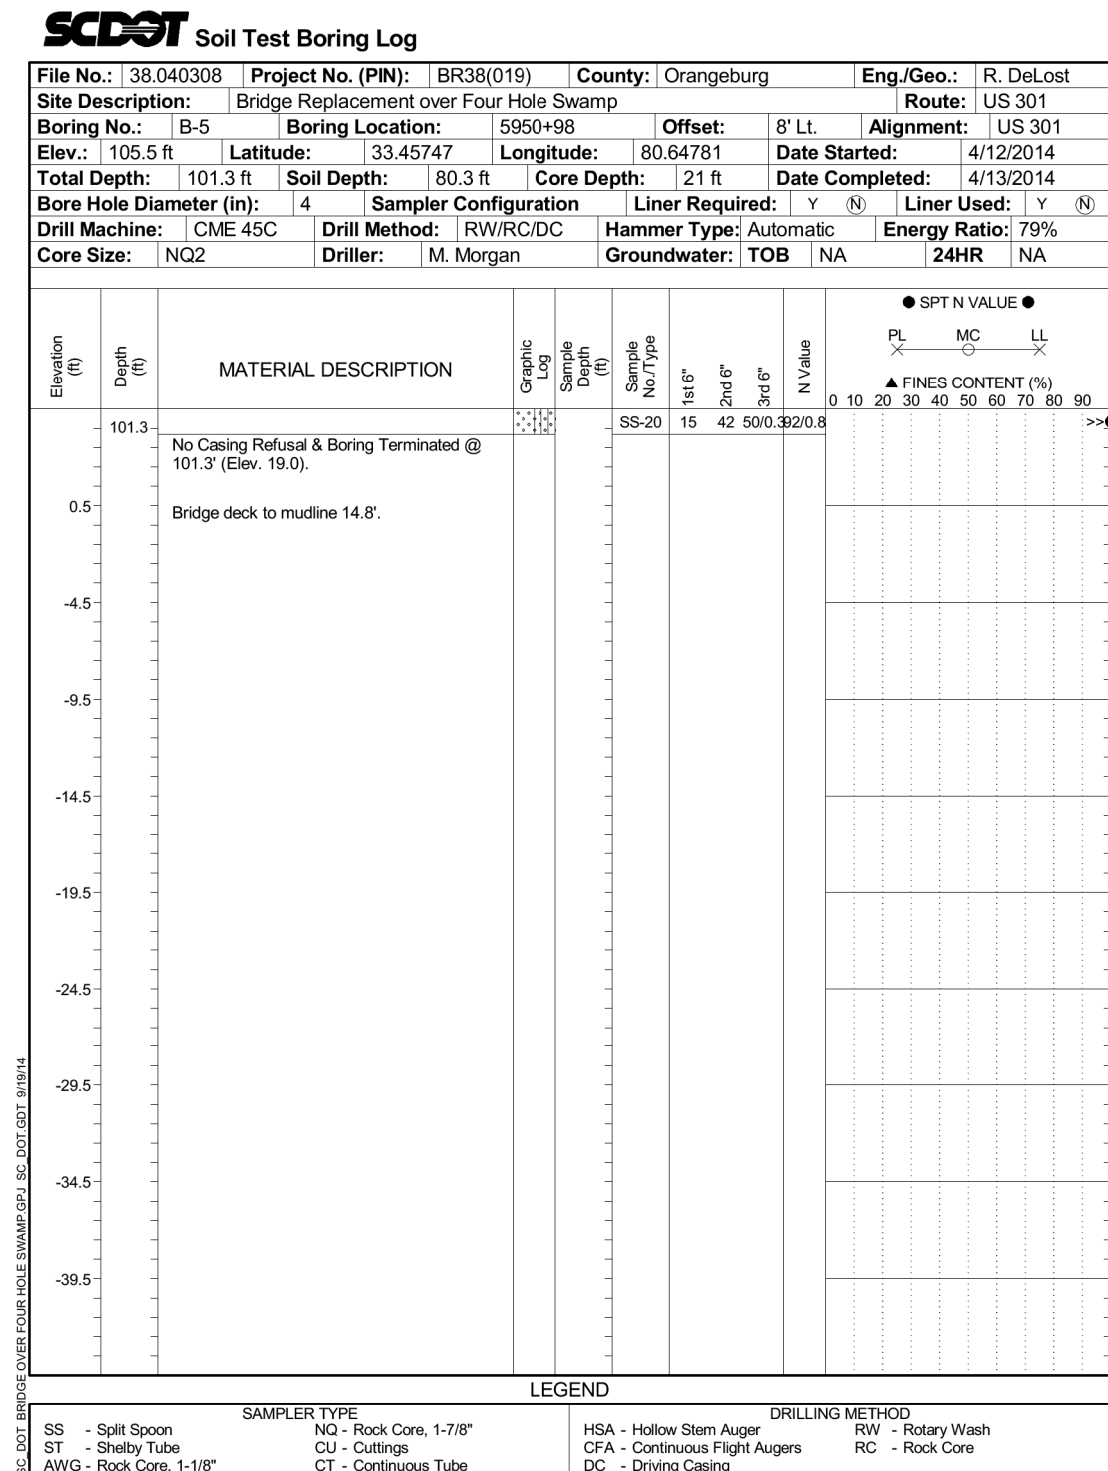 SCDOT Soil Test Boring Log
File No.: 38.040308 Project No. (PIN): BR38(019) County: Orangeburg Eng./Geo.: R. DeLost
Site Description: Bridge Replacement over Four Hole Swamp Route: US 301
Boring No.: B-5 Boring Location: 5950+98 Offset: 8' Lt. Alignment: US 301
Elev.: 105.5 ft Latitude: 33.45747 Longitude: 80.64781 Date Started: 4/12/2014
Total Depth: 101.3 ft Soil Depth: 80.3 ft Core Depth: 21 ft Date Completed: 4/13/2014
Bore Hole Diameter (in): 4 Sampler Configuration Liner Required: Y N Liner Used: Y N
Drill Machine: CME 45C Drill Method: RW/RC/DC Hammer Type: Automatic Energy Ratio: 79%
Core Size: NQ2 Driller: M. Morgan Groundwater: TOB NA 24HR NA
Elevation (ft)
Depth (ft)
MATERIAL DESCRIPTION
Graphic Log
Sample Depth (ft)
Sample No./Type
1st 6"
2nd 6"
3rd 6"
N Value
● SPT N VALUE ●
PL MC LL
▲ FINES CONTENT (%)
0 10 20 30 40 50 60 70 80 90
101.3 SS-20 15 42 50/0.3 92/0.8 >>
No Casing Refusal & Boring Terminated @
101.3' (Elev. 19.0).
0.5
Bridge deck to mudline 14.8'.
-4.5
-9.5
-14.5
-19.5
-24.5
-29.5
-34.5
-39.5
SC_DOT BRIDGE OVER FOUR HOLE SWAMP.GPJ SC_DOT.GDT 9/19/14
LEGEND
SAMPLER TYPE DRILLING METHOD
SS - Split Spoon NQ - Rock Core, 1-7/8" HSA - Hollow Stem Auger RW - Rotary Wash
ST - Shelby Tube CU - Cuttings CFA - Continuous Flight Augers RC - Rock Core
AWG - Rock Core, 1-1/8" CT - Continuous Tube DC - Driving Casing